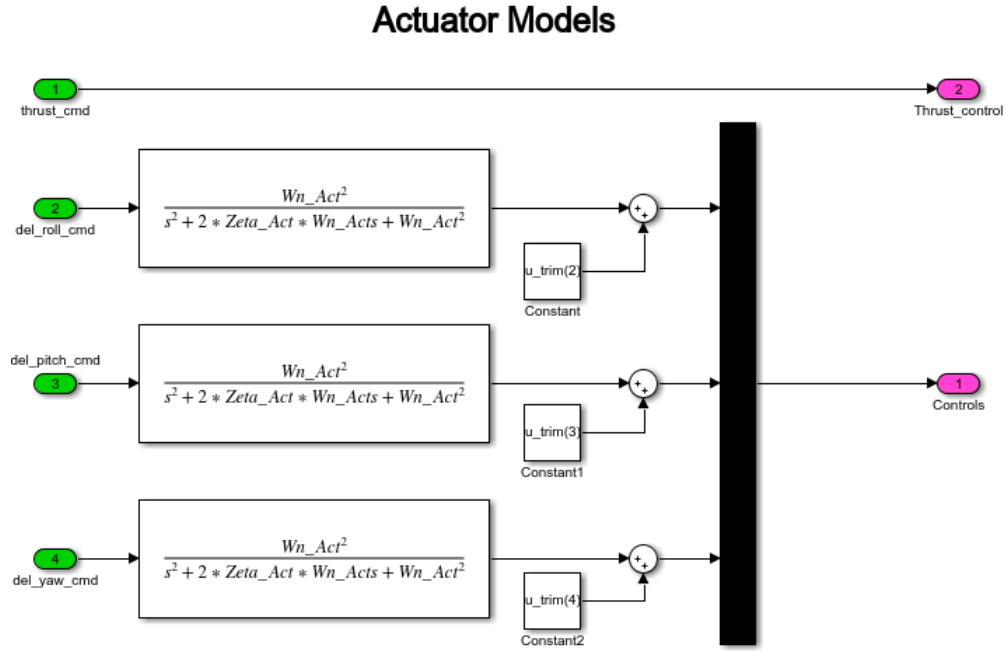 Actuator Models
1
thrust_cmd
2
Thrust_control
2
del_roll_cmd
Wn_Act²
s² + 2 * Zeta_Act * Wn_Acts + Wn_Act²
++
u_trim(2)
Constant
del_pitch_cmd
3
Wn_Act²
s² + 2 * Zeta_Act * Wn_Acts + Wn_Act²
++
u_trim(3)
Constant1
1
Controls
4
del_yaw_cmd
Wn_Act²
s² + 2 * Zeta_Act * Wn_Acts + Wn_Act²
++
u_trim(4)
Constant2